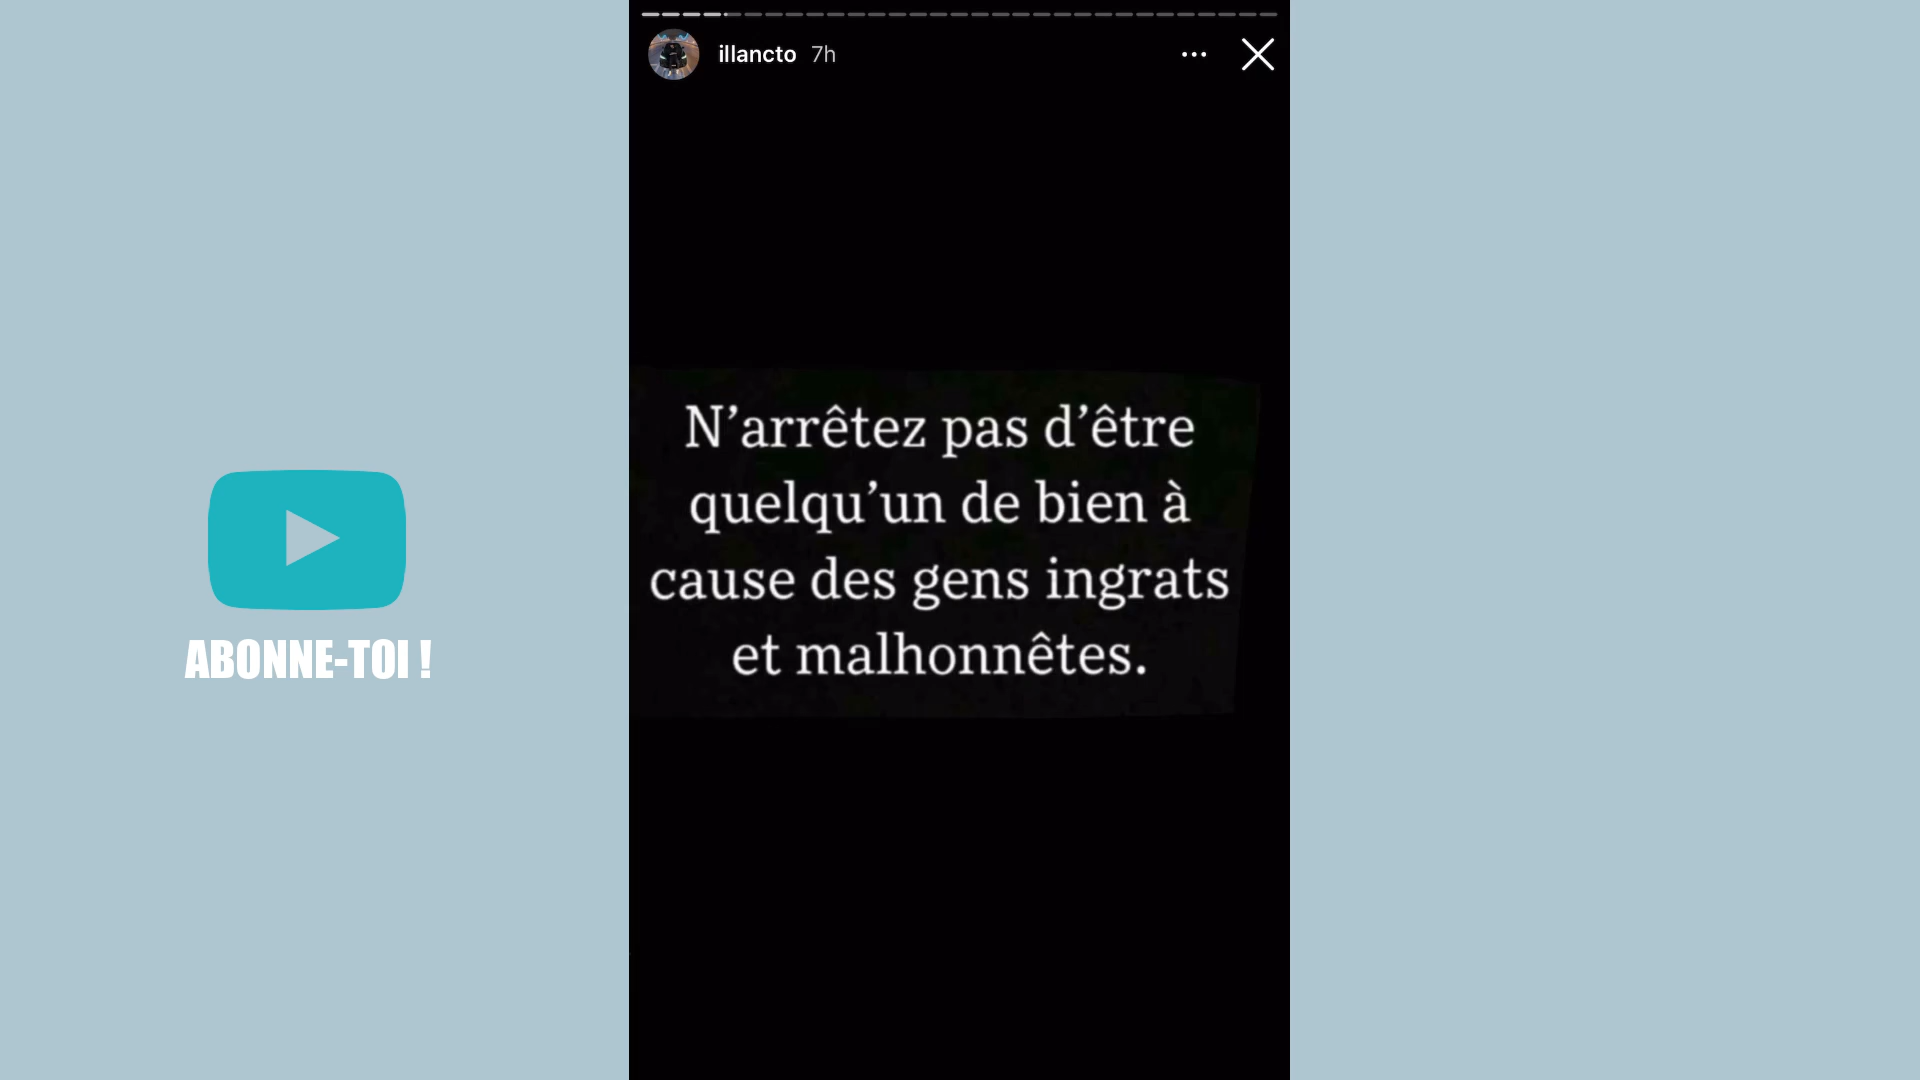 illancto 7h
N’arrêtez pas d’être
quelqu’un de bien à
cause des gens ingrats
et malhonnêtes.
ABONNE-TOI !